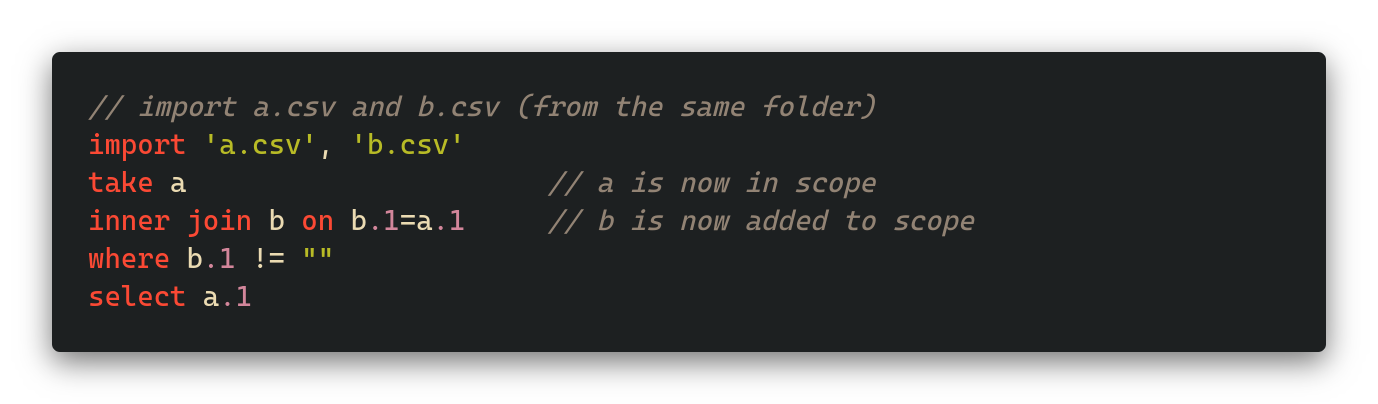 // import a.csv and b.csv (from the same folder)
import 'a.csv', 'b.csv'
take a                      // a is now in scope
inner join b on b.1=a.1     // b is now added to scope
where b.1 != ""
select a.1